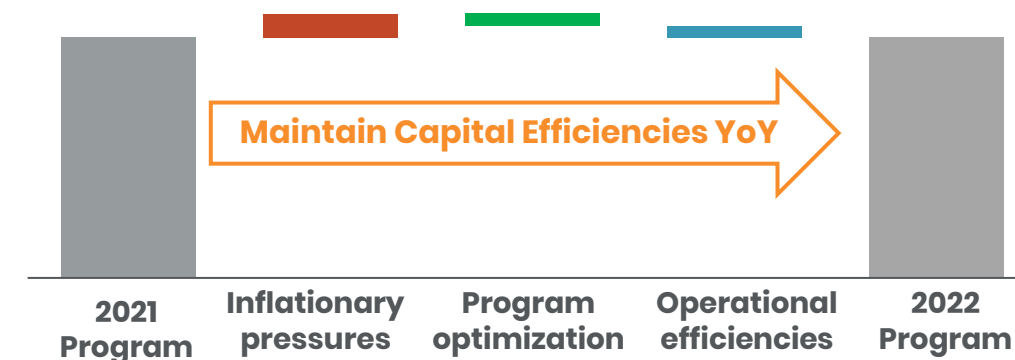 Maintain Capital Efficiencies YoY
2021
Program
Inflationary
pressures
Program
optimization
Operational
efficiencies
2022
Program